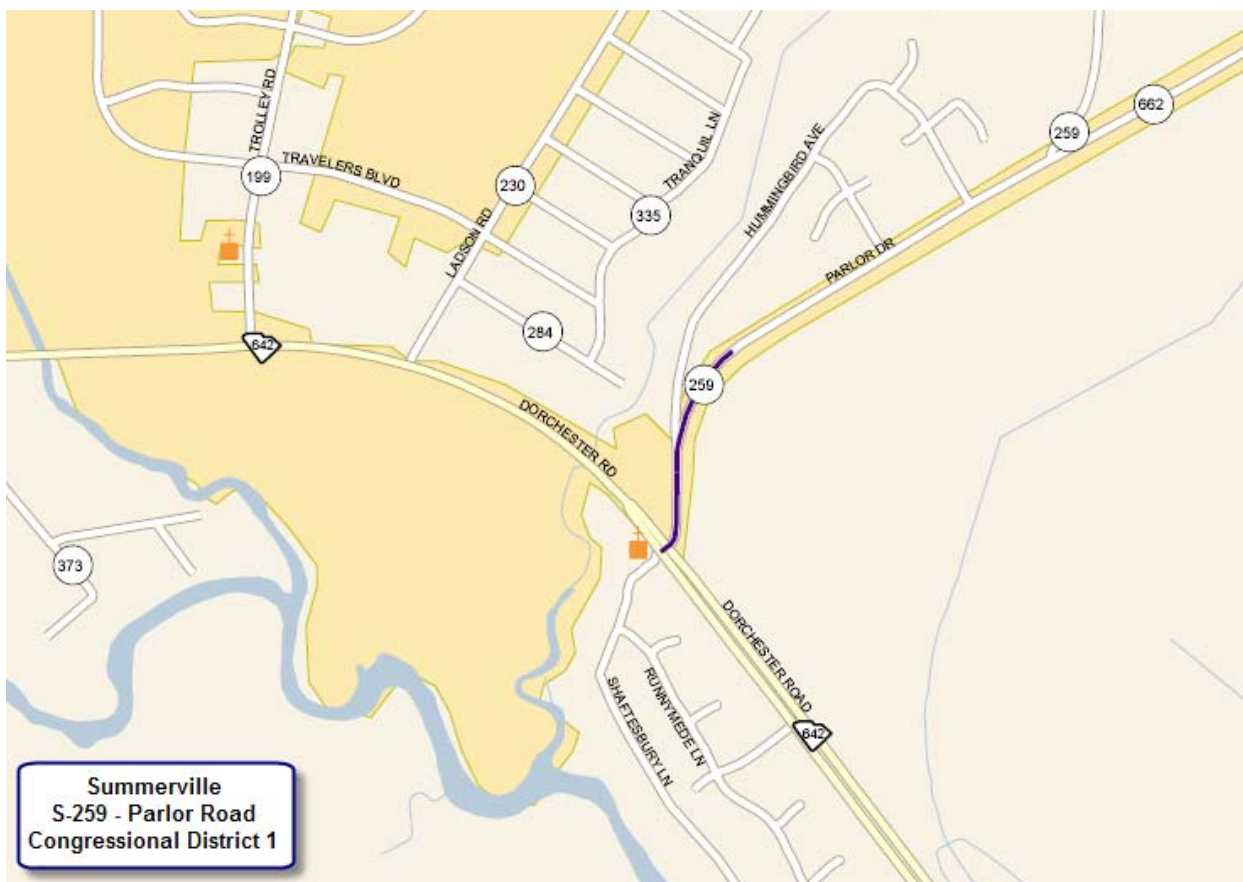 TROLLEY RD
199
TRAVELERS BLVD
LADSON RD
230
TRANQUIL LN
335
284
HUMMINGBIRD AVE
259
662
PARLOR DR
259
642
DORCHESTER RD
373
DORCHESTER ROAD
642
SHAFTESBURY LN
RUNNYMEDE LN
Summerville
S-259 - Parlor Road
Congressional District 1